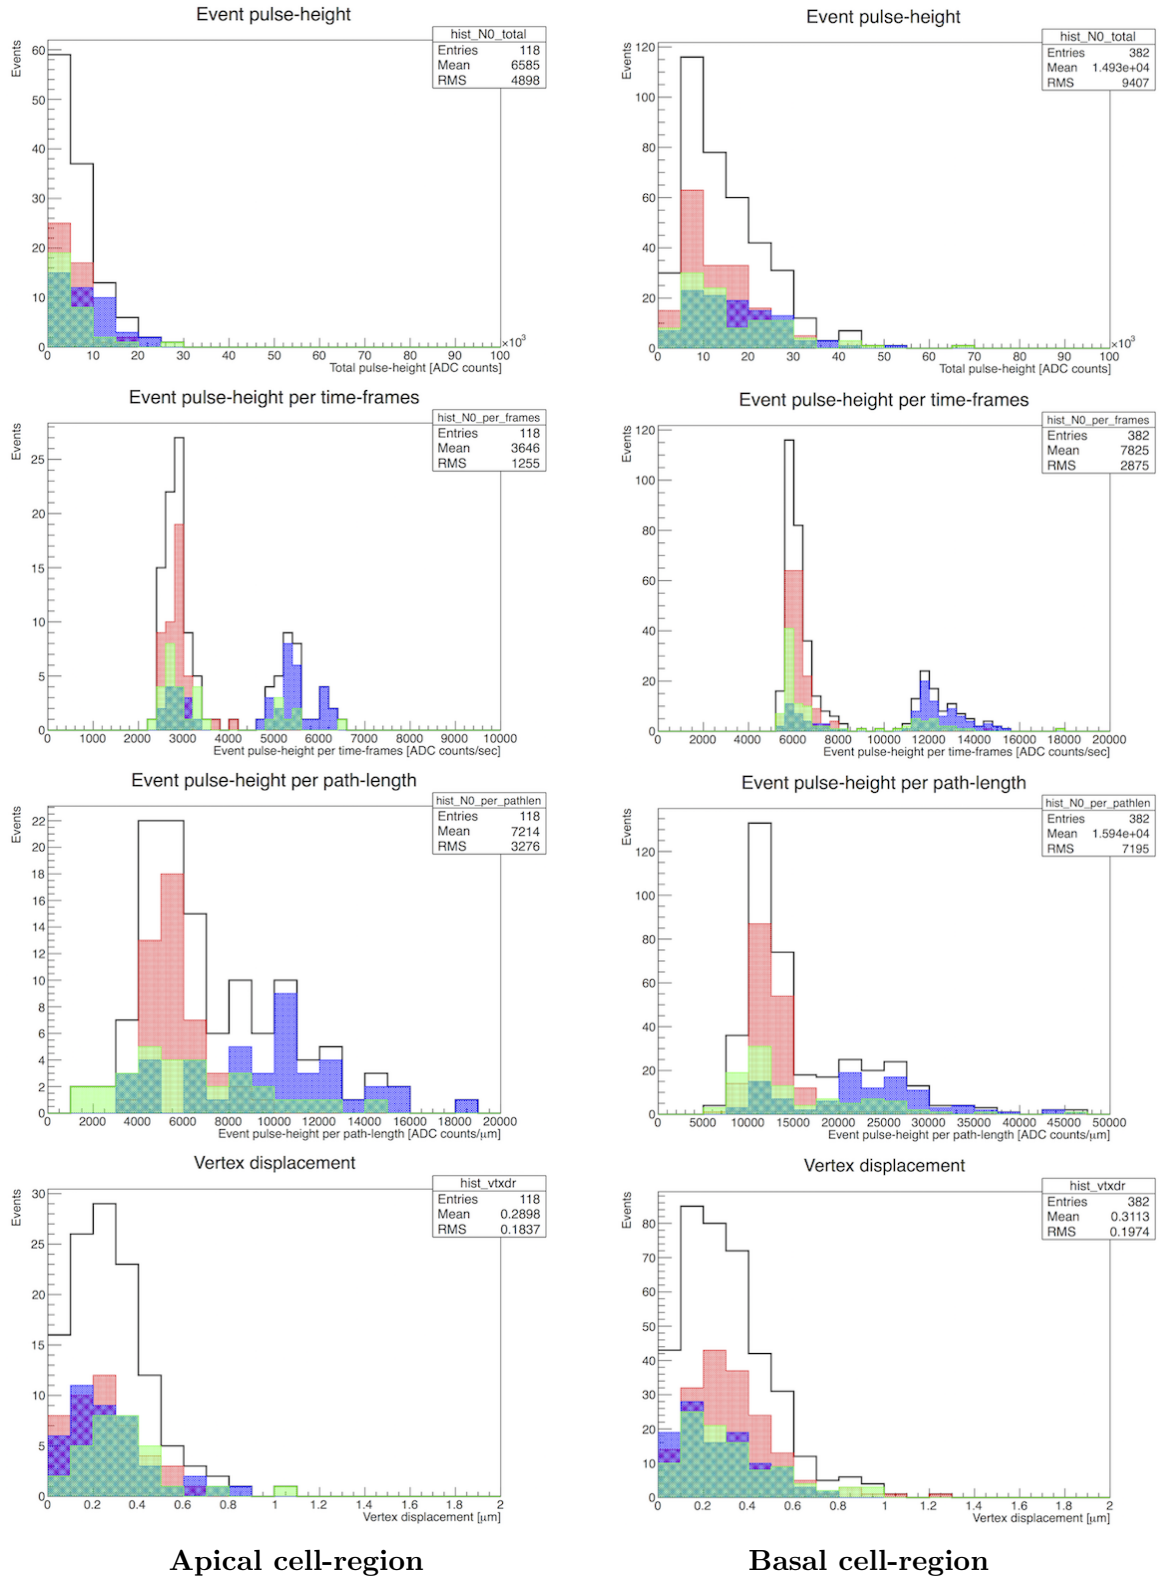 Event pulse-height
hist_N0_total
Entries 118
Mean 6585
RMS 4898
Events
60
50
40
30
20
10
0
0 10 20 30 40 50 60 70 80 90 100
×10³
Total pulse-height [ADC counts]
Event pulse-height
hist_N0_total
Entries 382
Mean 1.493e+04
RMS 9407
Events
120
100
80
60
40
20
0
0 10 20 30 40 50 60 70 80 90 100
×10³
Total pulse-height [ADC counts]
Event pulse-height per time-frames
hist_N0_per_frames
Entries 118
Mean 3646
RMS 1255
Events
25
20
15
10
5
0
0 1000 2000 3000 4000 5000 6000 7000 8000 9000 10000
Event pulse-height per time-frames [ADC counts/sec]
Event pulse-height per time-frames
hist_N0_per_frames
Entries 382
Mean 7825
RMS 2875
Events
120
100
80
60
40
20
0
0 2000 4000 6000 8000 10000 12000 14000 16000 18000 20000
Event pulse-height per time-frames [ADC counts/sec]
Event pulse-height per path-length
hist_N0_per_pathlen
Entries 118
Mean 7214
RMS 3276
Events
22
20
18
16
14
12
10
8
6
4
2
0
0 2000 4000 6000 8000 10000 12000 14000 16000 18000 20000
Event pulse-height per path-length [ADC counts/μm]
Event pulse-height per path-length
hist_N0_per_pathlen
Entries 382
Mean 1.594e+04
RMS 7195
Events
120
100
80
60
40
20
0
0 5000 10000 15000 20000 25000 30000 35000 40000 45000 50000
Event pulse-height per path-length [ADC counts/μm]
Vertex displacement
hist_vtxdr
Entries 118
Mean 0.2898
RMS 0.1837
Events
30
25
20
15
10
5
0
0 0.2 0.4 0.6 0.8 1 1.2 1.4 1.6 1.8 2
Vertex displacement [μm]
Vertex displacement
hist_vtxdr
Entries 382
Mean 0.3113
RMS 0.1974
Events
80
70
60
50
40
30
20
10
0
0 0.2 0.4 0.6 0.8 1 1.2 1.4 1.6 1.8 2
Vertex displacement [μm]
Apical cell-region
Basal cell-region